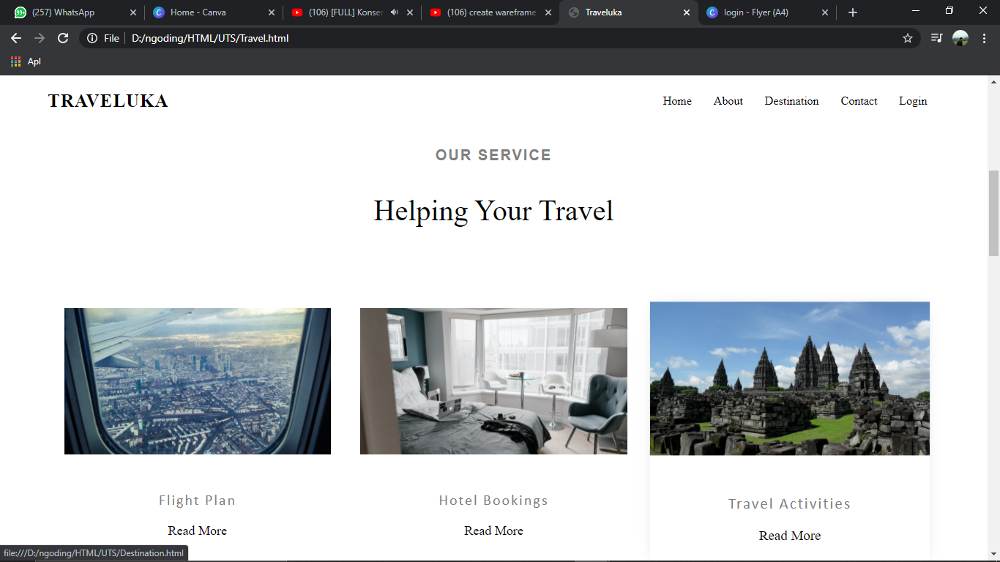 99+ (257) WhatsApp
Home - Canva
(106) [FULL] Konser
(106) create wareframe
Traveluka
login - Flyer (A4)
File D:/ngoding/HTML/UTS/Travel.html
Apl
TRAVELUKA
Home About Destination Contact Login
OUR SERVICE
Helping Your Travel
Flight Plan
Read More
Hotel Bookings
Read More
Travel Activities
Read More
file:///D:/ngoding/HTML/UTS/Destination.html